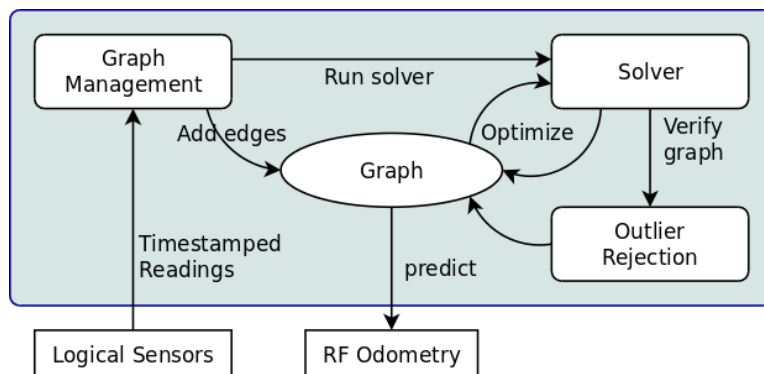 Graph
Management
Run solver
Solver
Add edges
Optimize
Verify
graph
Graph
Outlier
Rejection
Timestamped
Readings
predict
Logical Sensors
RF Odometry